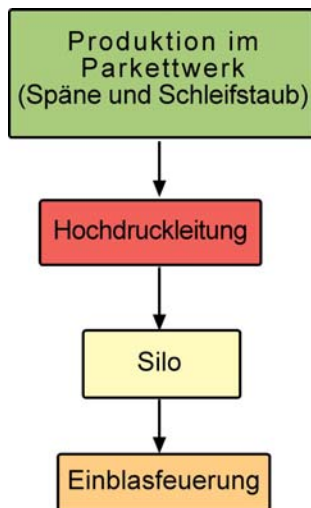 Produktion im
Parkettwerk
(Späne und Schleifstaub)
Hochdruckleitung
Silo
Einblasfeuerung